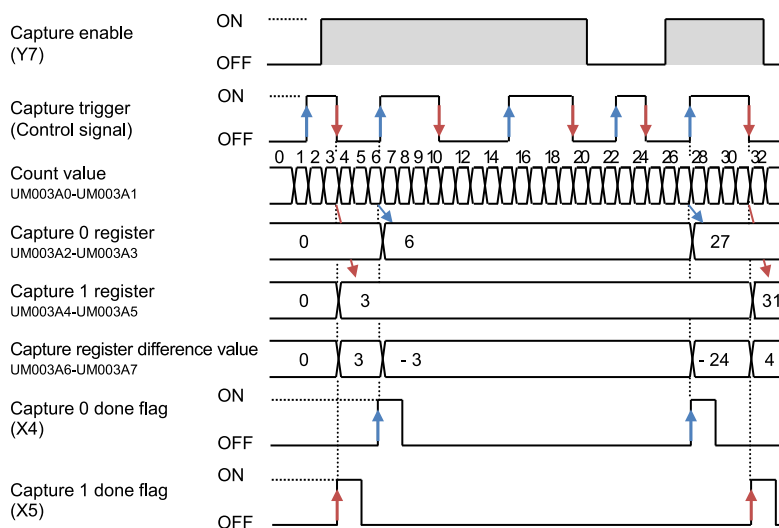 Capture enable
(Y7)
ON
OFF
Capture trigger
(Control signal)
ON
OFF
Count value
UM003A0-UM003A1
0 1 2 3 4 5 6 7 8 9 10 12 14 16 18 20 22 24 26 28 30 32
Capture 0 register
UM003A2-UM003A3
0 6 27
Capture 1 register
UM003A4-UM003A5
0 3 31
Capture register difference value
UM003A6-UM003A7
0 3 - 3 - 24 4
Capture 0 done flag
(X4)
ON
OFF
Capture 1 done flag
(X5)
ON
OFF